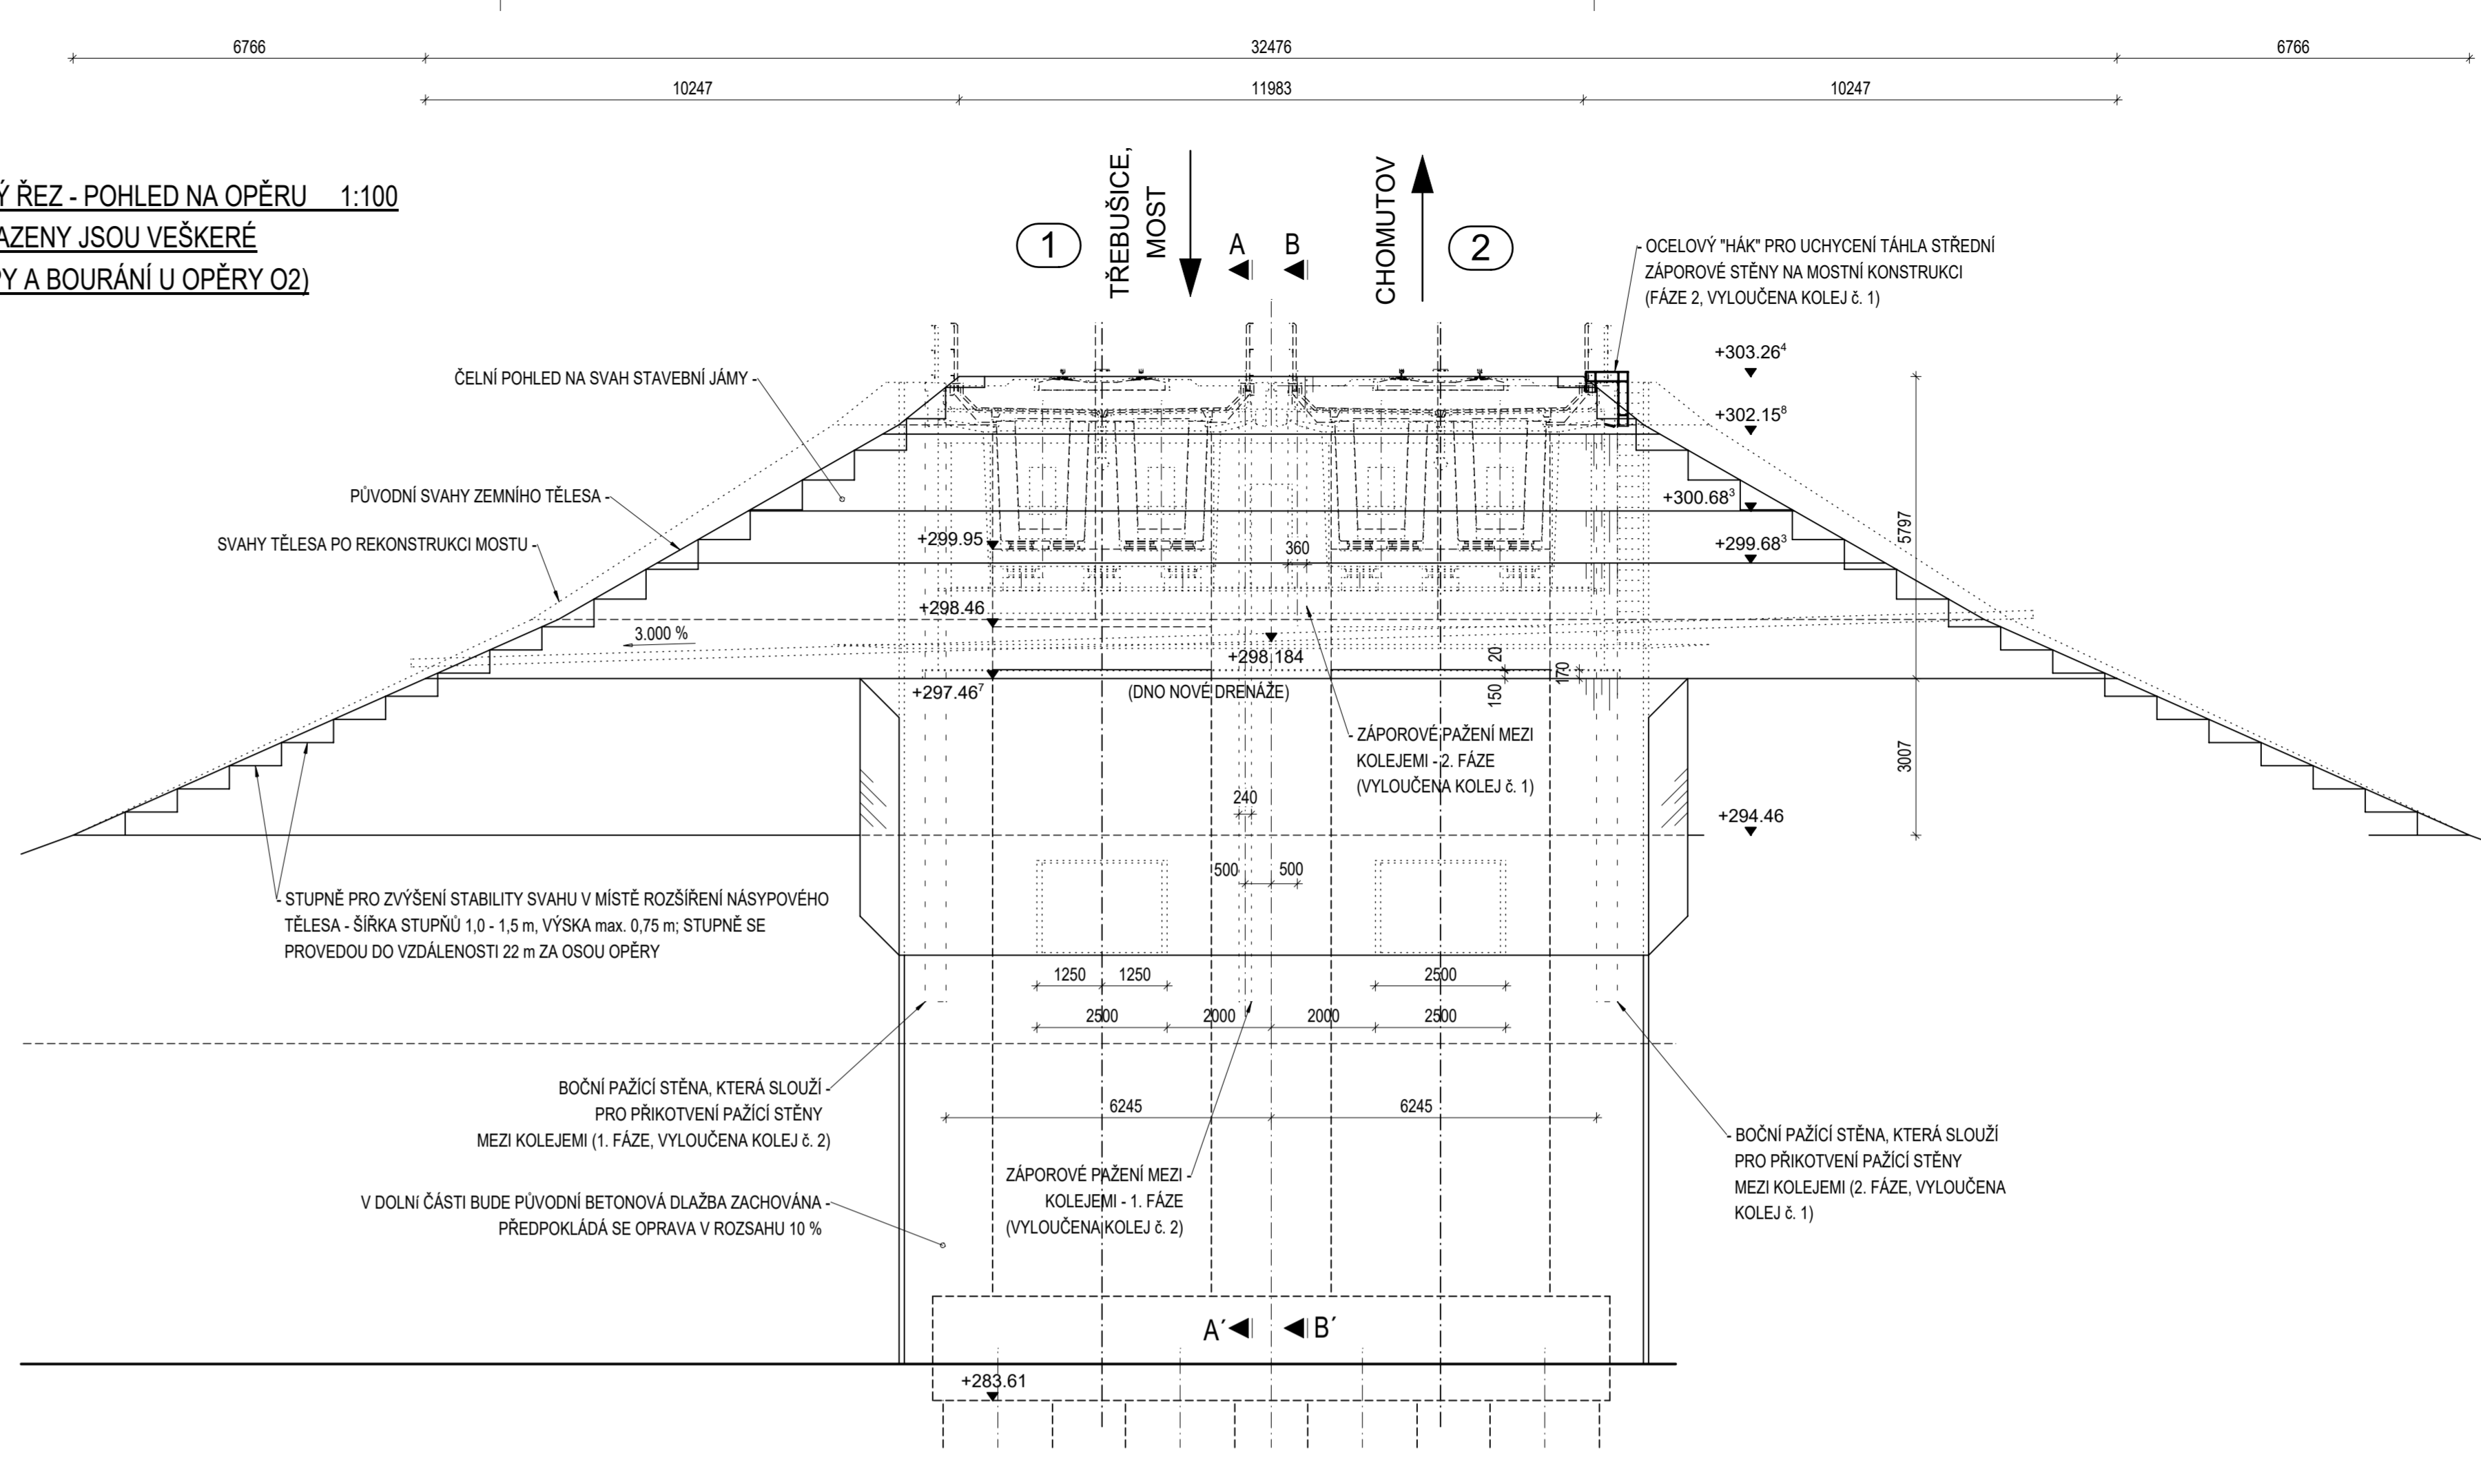 6766
32476
6766
10247
11983
10247
Ý ŘEZ - POHLED NA OPĚRU 1:100
AZENY JSOU VEŠKERÉ
PY A BOURÁNÍ U OPĚRY O2)
1
TŘEBUŠICE,
MOST
A
B
CHOMUTOV
2
- OCELOVÝ "HÁK" PRO UCHYCENÍ TÁHLA STŘEDNÍ
ZÁPOROVÉ STĚNY NA MOSTNÍ KONSTRUKCI
(FÁZE 2, VYLOUČENA KOLEJ č. 1)
+303.26⁴
ČELNÍ POHLED NA SVAH STAVEBNÍ JÁMY -
+302.15⁸
PŮVODNÍ SVAHY ZEMNÍHO TĚLESA -
+300.68³
SVAHY TĚLESA PO REKONSTRUKCI MOSTU -
+299.95
360
+299.68³
5797
+298.46
3.000 %
+298.184
20
+297.46⁷
(DNO NOVÉ DRENÁŽE)
150
170
- ZÁPOROVÉ PAŽENÍ MEZI
KOLEJEMI - 2. FÁZE
(VYLOUČENA KOLEJ č. 1)
3007
240
+294.46
500
500
- STUPNĚ PRO ZVÝŠENÍ STABILITY SVAHU V MÍSTĚ ROZŠÍŘENÍ NÁSYPOVÉHO
TĚLESA - ŠÍŘKA STUPŇŮ 1,0 - 1,5 m, VÝSKA max. 0,75 m; STUPNĚ SE
PROVEDOU DO VZDÁLENOSTI 22 m ZA OSOU OPĚRY
1250
1250
2500
2500
2000
2000
2500
BOČNÍ PAŽÍCÍ STĚNA, KTERÁ SLOUŽÍ -
PRO PŘIKOTVENÍ PAŽÍCÍ STĚNY
MEZI KOLEJEMI (1. FÁZE, VYLOUČENA KOLEJ č. 2)
6245
6245
- BOČNÍ PAŽÍCÍ STĚNA, KTERÁ SLOUŽÍ
PRO PŘIKOTVENÍ PAŽÍCÍ STĚNY
MEZI KOLEJEMI (2. FÁZE, VYLOUČENA
KOLEJ č. 1)
ZÁPOROVÉ PAŽENÍ MEZI -
KOLEJEMI - 1. FÁZE
(VYLOUČENA KOLEJ č. 2)
V DOLNí ČÁSTI BUDE PŮVODNÍ BETONOVÁ DLAŽBA ZACHOVÁNA -
PŘEDPOKLÁDÁ SE OPRAVA V ROZSAHU 10 %
A´
B´
+283.61